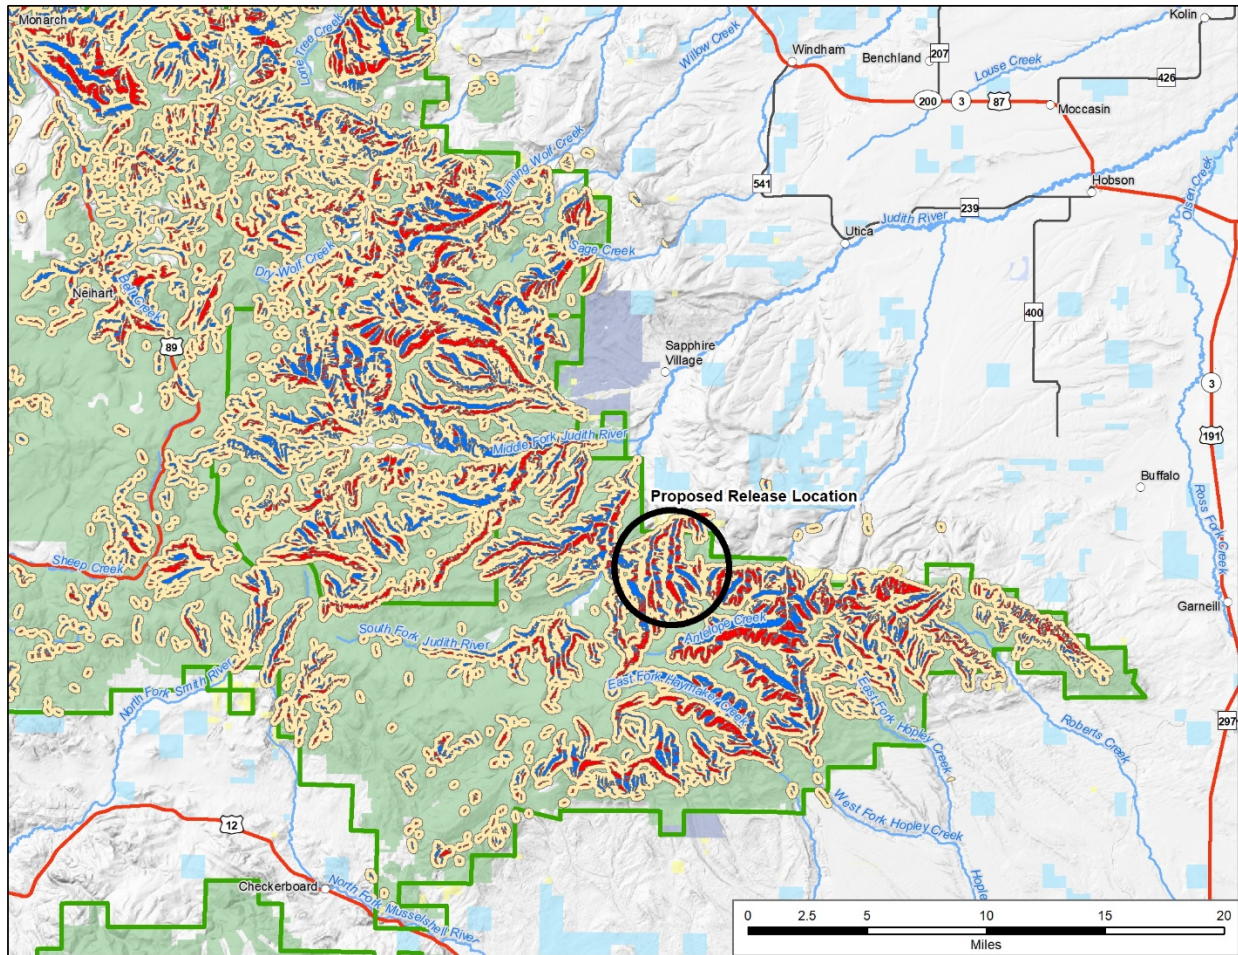 Monarch
Lone Tree Creek
Willow Creek
Kolin
Windham
Benchland
207
Louse Creek
426
200
3
87
Moccasin
Running Wolf Creek
541
Hobson
239
Judith River
Olsen Creek
Utica
Sage Creek
Dry Wolf Creek
Neihart
Belt Creek
89
400
Sapphire
Village
3
191
Middle Fork Judith River
Buffalo
Proposed Release Location
Ross Fork Creek
Sheep Creek
Garneill
Antelope Creek
South Fork Judith River
North Fork Smith River
East Fork Haymaker Creek
East Fork Hopley Creek
Roberts Creek
297
West Fork Hopley Creek
12
Checkerboard
North Fork Musselshell River
Hople
0 2.5 5 10 15 20
Miles